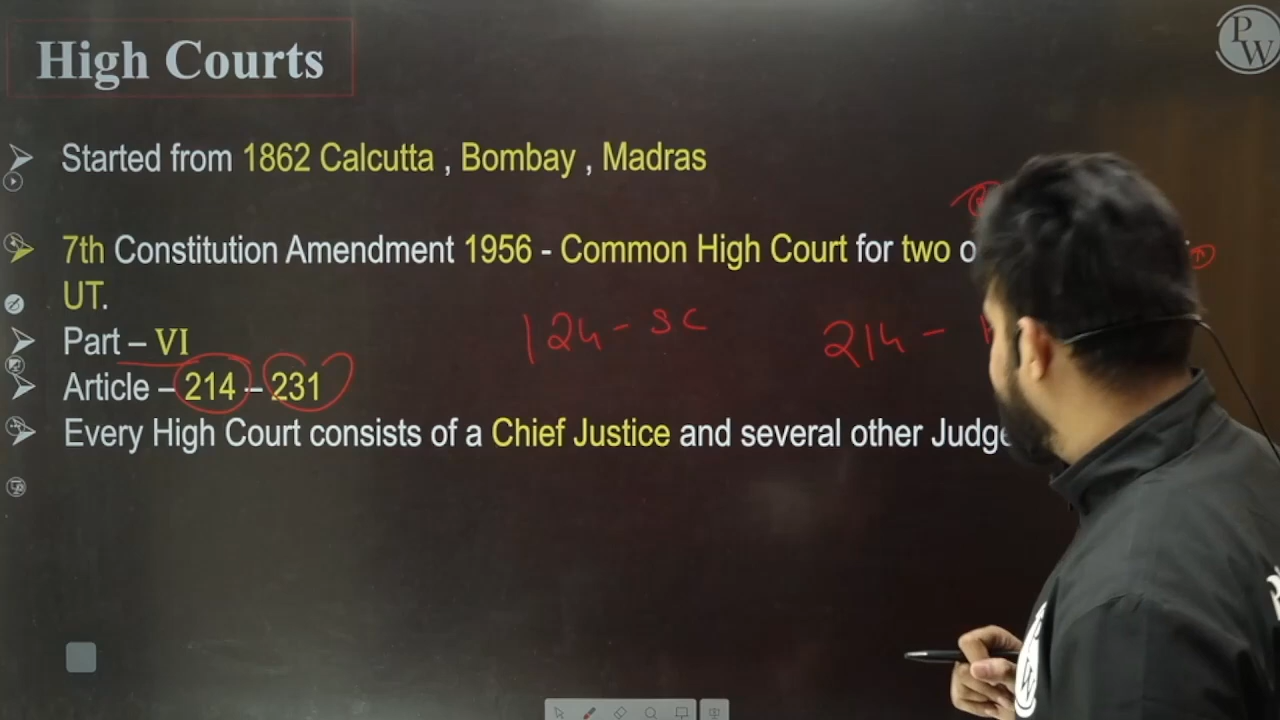 High Courts
PW
Started from 1862 Calcutta , Bombay , Madras
7th Constitution Amendment 1956 - Common High Court for two
UT.
124 - SC
214 -
Part – VI
Article – 214 – 231
Every High Court consists of a Chief Justice and several other